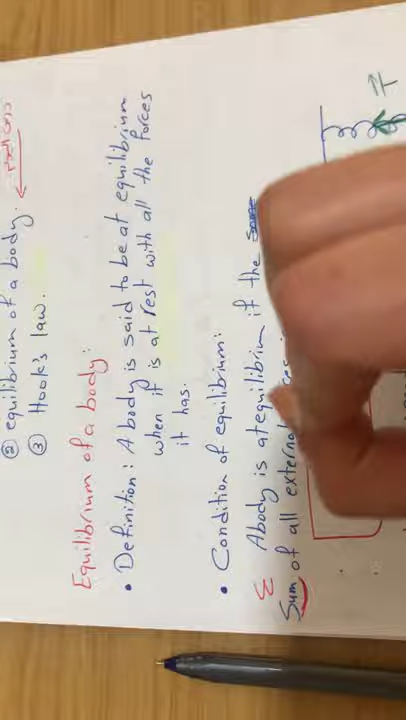 ② equilibrium of a body.
③ Hook's law.
Equilibrium of a body:
• Definition: A body is said to be at equilibrium
when it is at rest with all the forces
it has.
• Condition of equilibrium:
A body is at equilibrium if the
Σ
Sum of all external
T